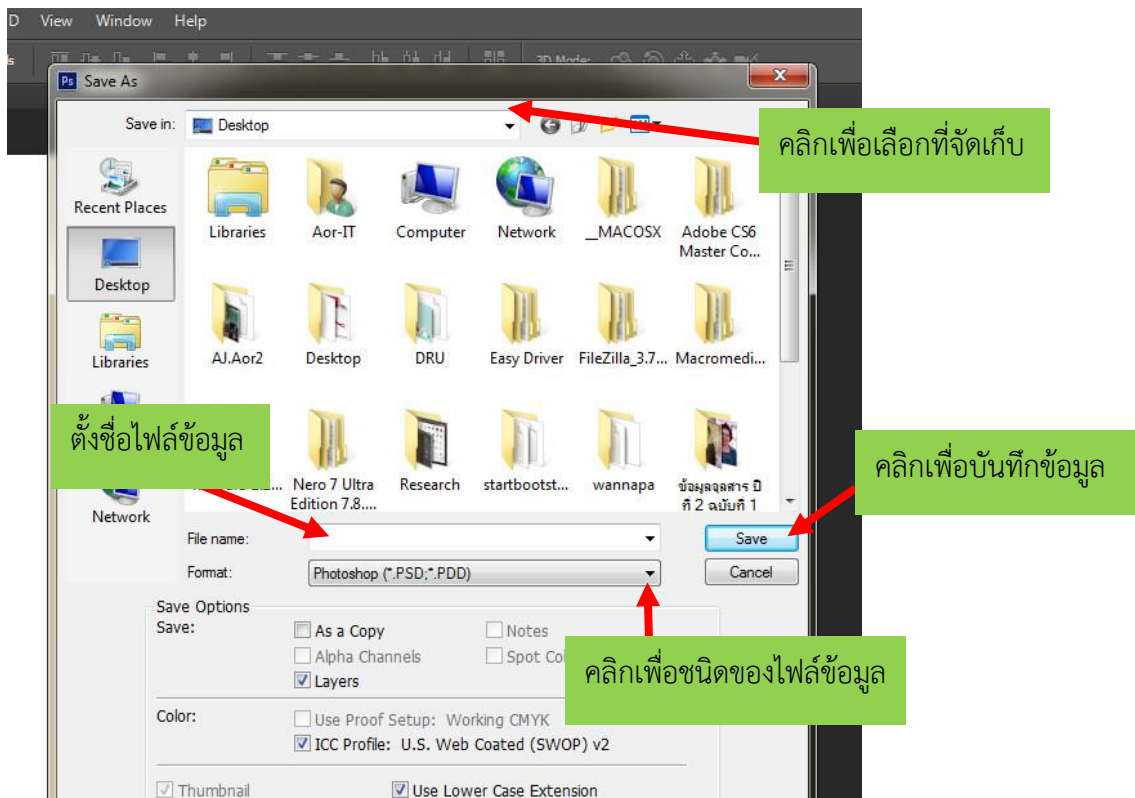 D View Window Help
3D Mode:
Ps Save As
Save in: Desktop
คลิกเพื่อเลือกที่จัดเก็บ
Recent Places
Desktop
Libraries
Network
Libraries Aor-IT Computer Network __MACOSX Adobe CS6
Master Co...
AJ.Aor2 Desktop DRU Easy Driver FileZilla_3.7... Macromedi...
ตั้งชื่อไฟล์ข้อมูล
คลิกเพื่อบันทึกข้อมูล
Nero 7 Ultra Research startbootst... wannapa ข้อมูลจุลสาร ปี
Edition 7.8.... ที่ 2 ฉบับที่ 1
File name: Save
Format: Photoshop (*.PSD;*.PDD) Cancel
Save Options
Save: As a Copy Notes
Alpha Channels Spot Col
Layers
คลิกเพื่อชนิดของไฟล์ข้อมูล
Color: Use Proof Setup: Working CMYK
ICC Profile: U.S. Web Coated (SWOP) v2
Thumbnail Use Lower Case Extension